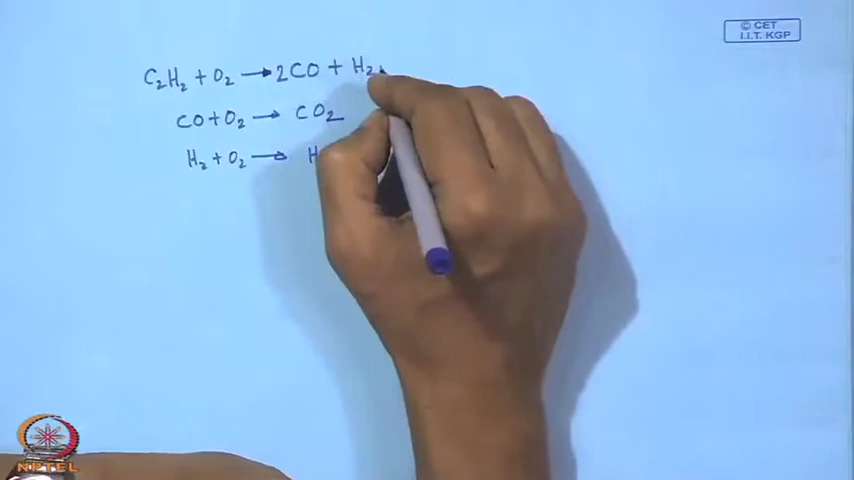 © CET
I.I.T. KGP
C₂H₂ + O₂ → 2CO + H₂
CO + O₂ → CO₂
H₂ + O₂ → H
NPTEL